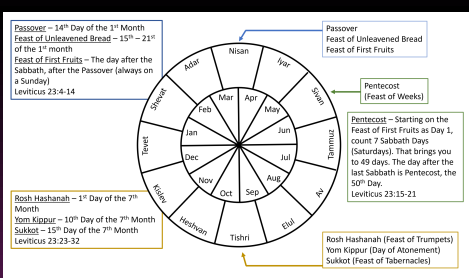 Passover – 14th Day of the 1st Month
Feast of Unleavened Bread – 15th – 21st
of the 1st month
Feast of First Fruits – The day after the
Sabbath, after the Passover (always on
a Sunday)
Leviticus 23:4-14
Passover
Feast of Unleavened Bread
Feast of First Fruits
Pentecost
(Feast of Weeks)
Pentecost – Starting on the
Feast of First Fruits as Day 1,
count 7 Sabbath Days
(Saturdays). That brings you
to 49 days. The day after the
last Sabbath is Pentecost, the
50th Day.
Leviticus 23:15-21
Nisan
Iyar
Sivan
Tammuz
Av
Elul
Tishri
Heshvan
Kislev
Tevet
Shevat
Adar
Mar
Apr
May
Jun
Jul
Aug
Sep
Oct
Nov
Dec
Jan
Feb
Rosh Hashanah – 1st Day of the 7th
Month
Yom Kippur – 10th Day of the 7th Month
Sukkot – 15th Day of the 7th Month
Leviticus 23:23-32
Rosh Hashanah (Feast of Trumpets)
Yom Kippur (Day of Atonement)
Sukkot (Feast of Tabernacles)